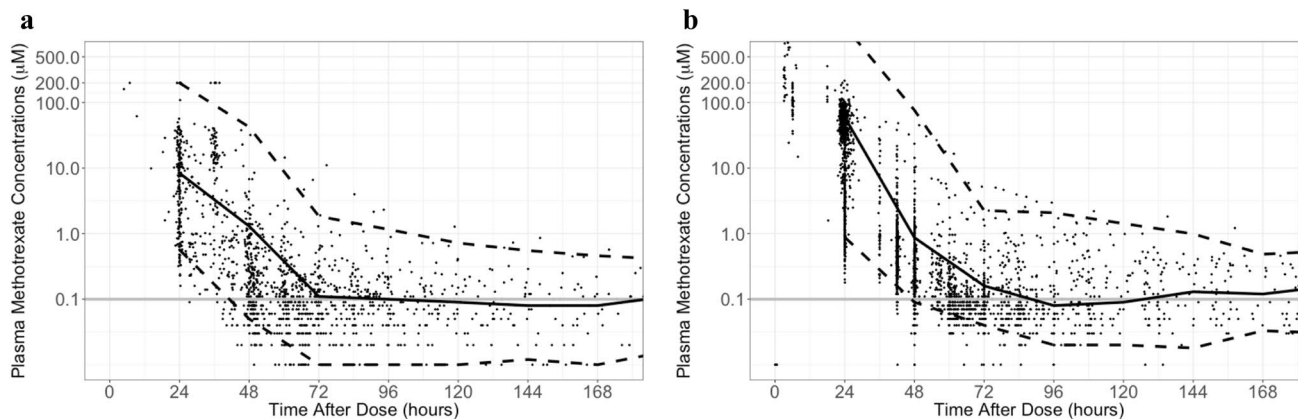 a
Plasma Methotrexate Concentrations (μM)
500.0
200.0
100.0
10.0
1.0
0.1
0 24 48 72 96 120 144 168
Time After Dose (hours)
b
Plasma Methotrexate Concentrations (μM)
500.0
200.0
100.0
10.0
1.0
0.1
0 24 48 72 96 120 144 168
Time After Dose (hours)